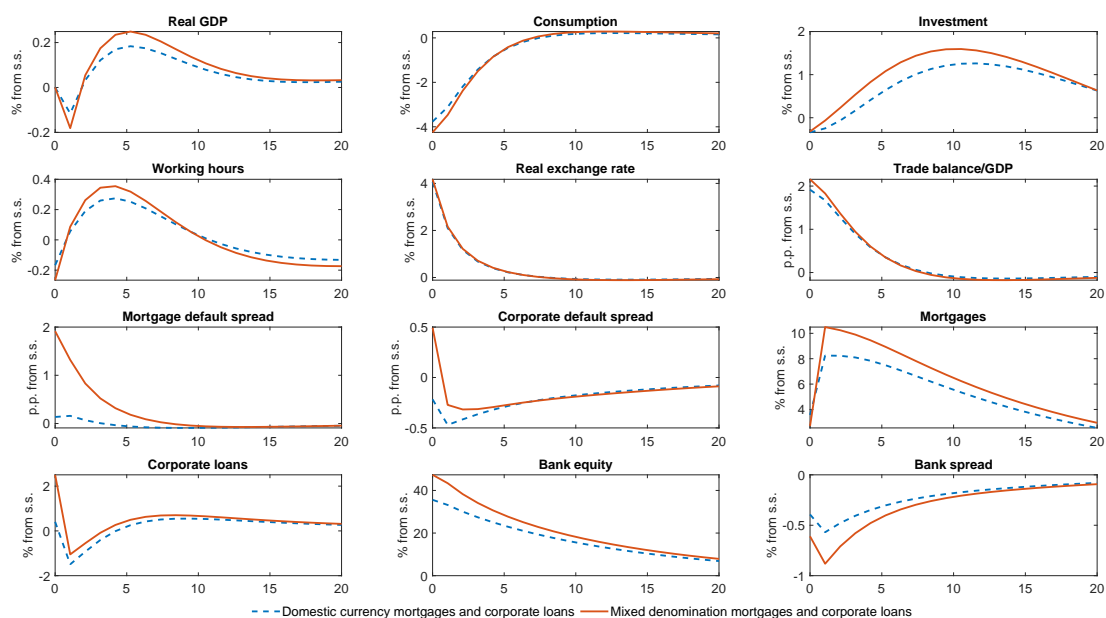 Real GDP
Consumption
Investment
% from s.s.
0.2
0
-0.2
0 5 10 15 20
% from s.s.
0
-2
-4
0 5 10 15 20
% from s.s.
2
1
0
0 5 10 15 20
Working hours
Real exchange rate
Trade balance/GDP
% from s.s.
0.4
0.2
0
-0.2
0 5 10 15 20
% from s.s.
4
2
0
0 5 10 15 20
p.p. from s.s.
2
1
0
0 5 10 15 20
Mortgage default spread
Corporate default spread
Mortgages
p.p. from s.s.
2
1
0
0 5 10 15 20
p.p. from s.s.
0.5
0.0
-0.5
0 5 10 15 20
% from s.s.
10
8
6
4
0 5 10 15 20
Corporate loans
Bank equity
Bank spread
% from s.s.
2
0
-2
0 5 10 15 20
% from s.s.
40
20
0
0 5 10 15 20
% from s.s.
0
-0.5
-1
0 5 10 15 20
Domestic currency mortgages and corporate loans Mixed denomination mortgages and corporate loans